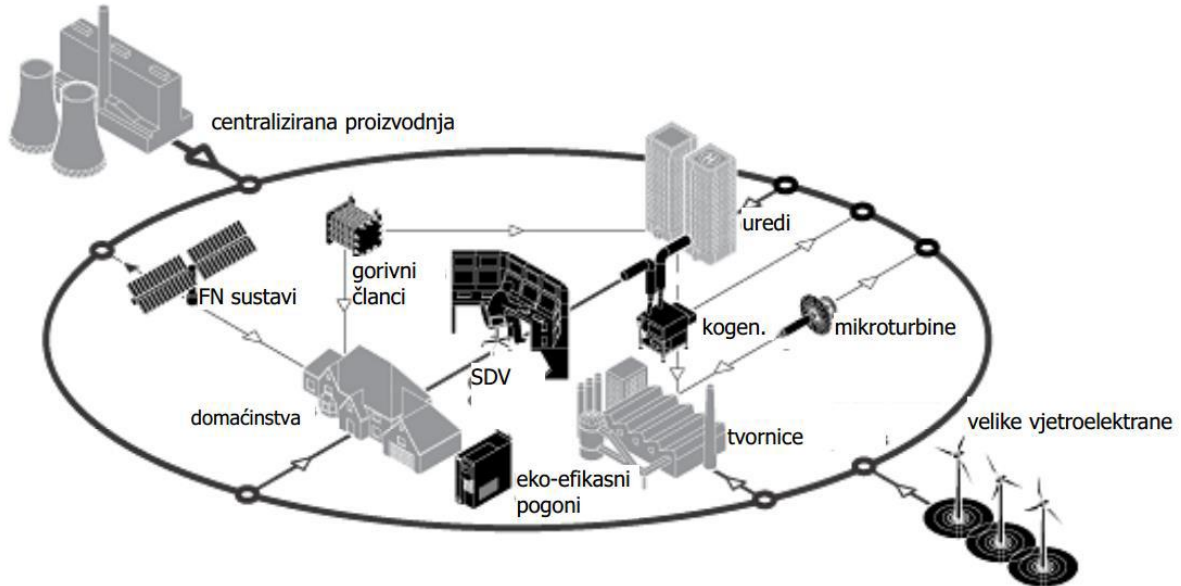 centralizirana proizvodnja
H
uredi
gorivni
članci
FN sustavi
kogen.
mikroturbine
SDV
domaćinstva
velike vjetroelektrane
tvornice
eko-efikasni
pogoni